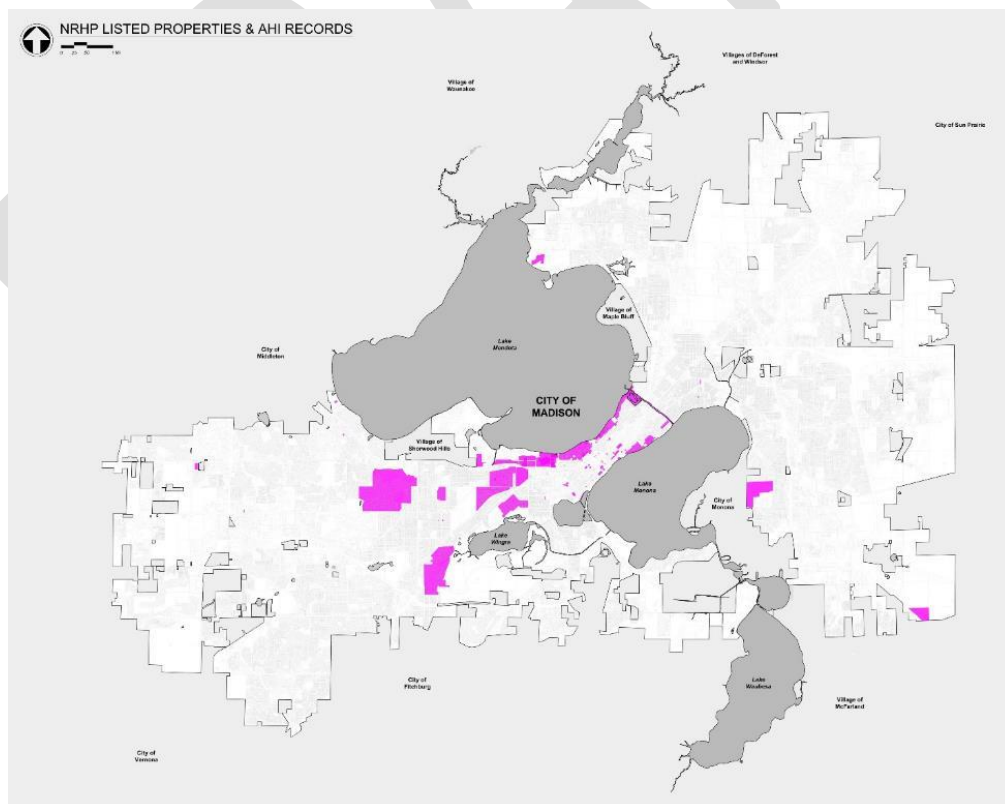 NRHP LISTED PROPERTIES & AHI RECORDS
Villages of DeForest
and Windsor
Village of
Waunakee
City of Sun Prairie
Village of
Maple Bluff
City of
Middleton
Lake
Mendota
CITY OF
MADISON
Village of
Shorewood Hills
Lake
Monona
City of
Monona
Lake
Wingra
City of
Fitchburg
Lake
Waubesa
Village of
McFarland
City of
Verona